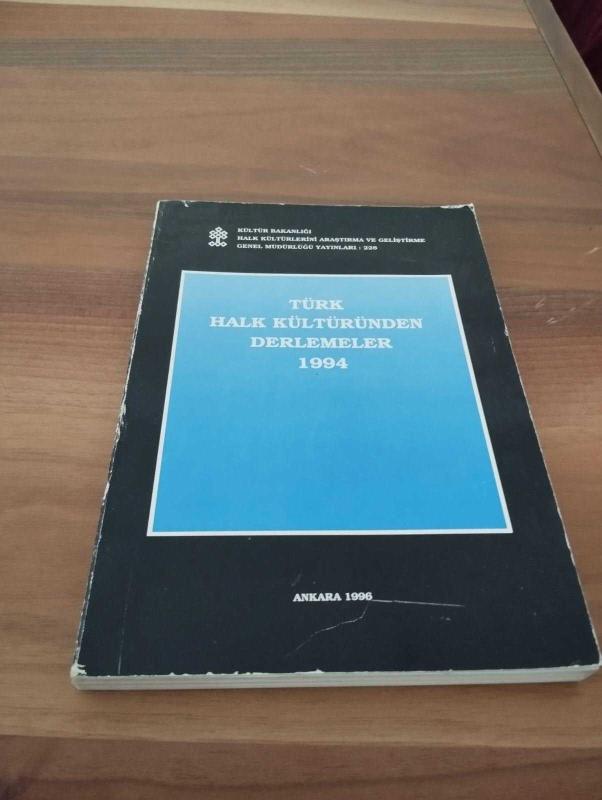 KÜLTÜR BAKANLIĞI
HALK KÜLTÜRLERİNİ ARAŞTIRMA VE GELİŞTİRME
GENEL MÜDÜRLÜĞÜ YAYINLARI : 226
TÜRK
HALK KÜLTÜRÜNDEN
DERLEMELER
1994
ANKARA 1996